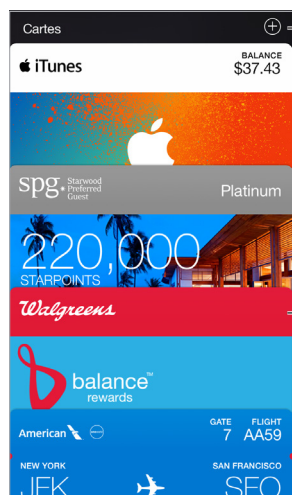 Cartes
iTunes
BALANCE
$37.43
spg. Starwood
Preferred
Guest
Platinum
220,000
STARPOINTS
Walgreens
balance™
rewards
American
GATE
7
FLIGHT
AA59
NEW YORK
JFK
SAN FRANCISCO
SFO